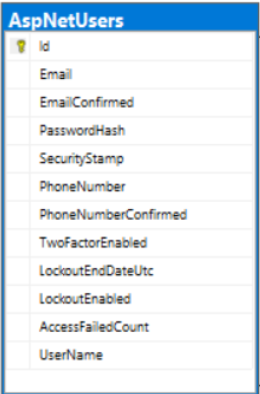 AspNetUsers
Id
Email
EmailConfirmed
PasswordHash
SecurityStamp
PhoneNumber
PhoneNumberConfirmed
TwoFactorEnabled
LockoutEndDateUtc
LockoutEnabled
AccessFailedCount
UserName